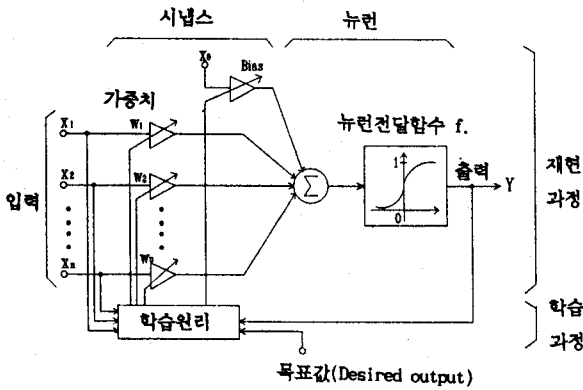 시냅스
뉴런
X₀
Bias
가중치
뉴런전달함수 f.
X₁
W₁
1
0
출력
Y
재현
과정
X₂
W₂
입력
Σ
Xn
Wn
학습원리
학습
과정
목표값(Desired output)